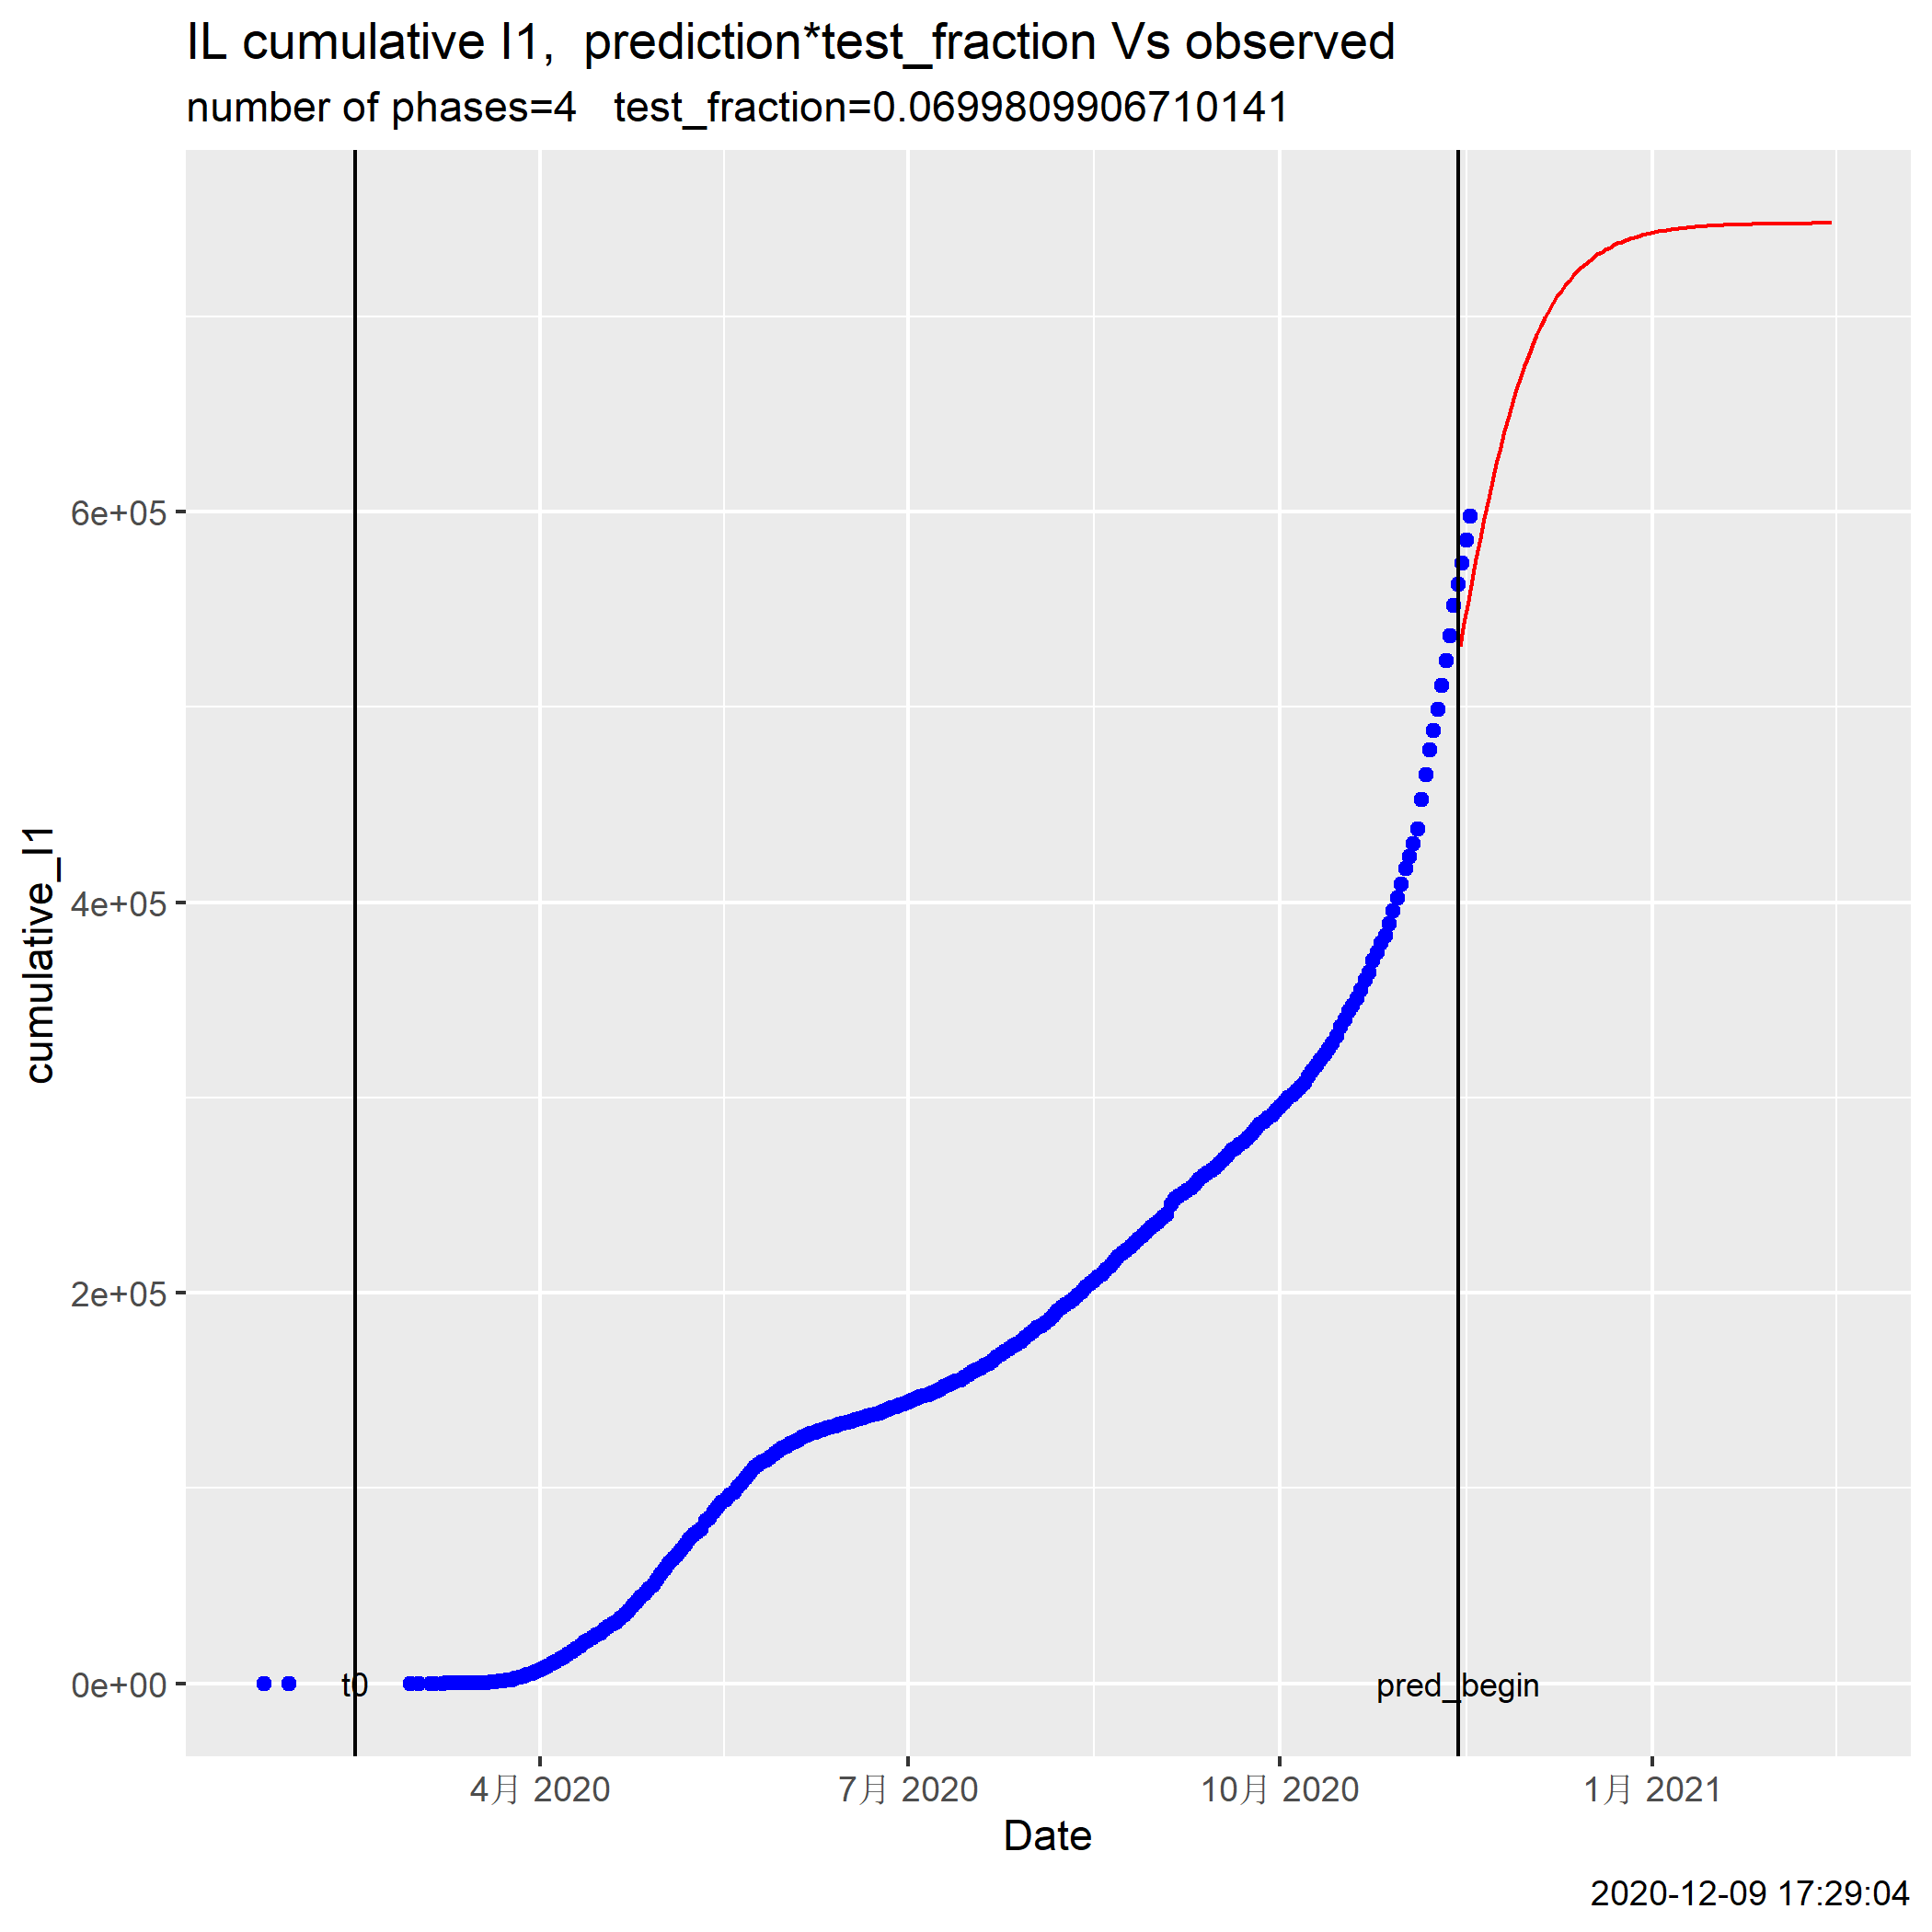 IL cumulative I1,  prediction*test_fraction Vs observed
number of phases=4   test_fraction=0.0699809906710141
cumulative_I1
6e+05
4e+05
2e+05
0e+00
t0
pred_begin
4月 2020
7月 2020
10月 2020
1月 2021
Date
2020-12-09 17:29:04